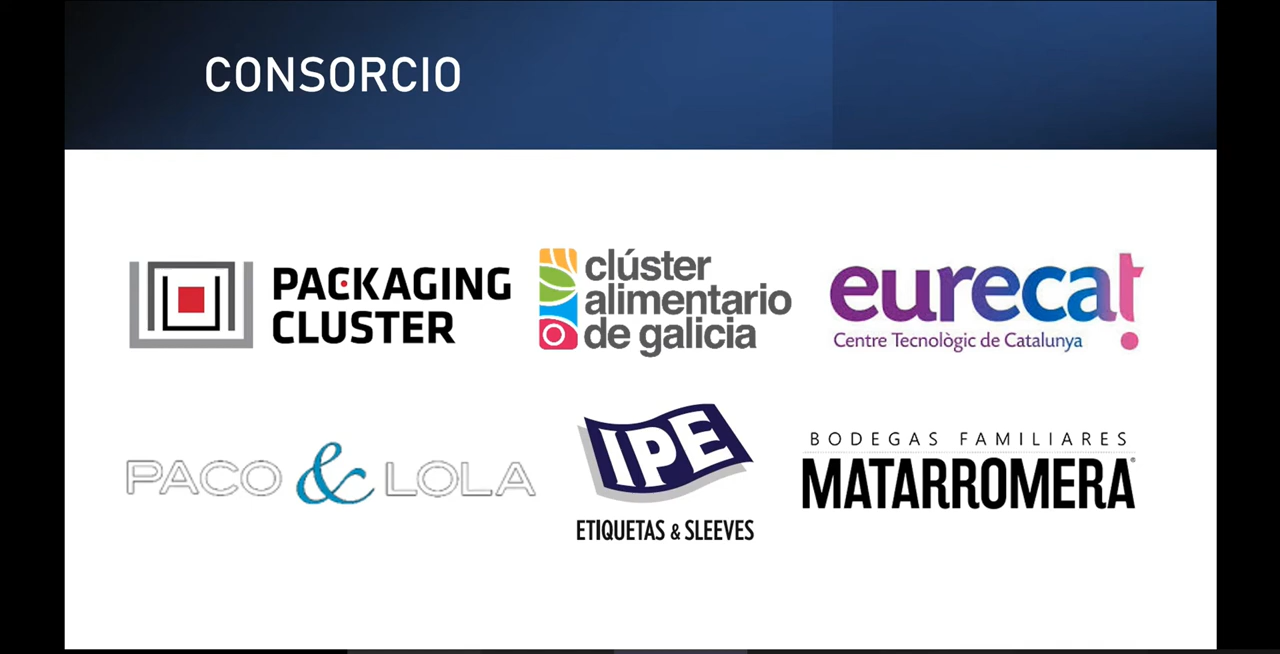 CONSORCIO
PACKAGING
CLUSTER
clúster
alimentario
de galicia
eurecat
Centre Tecnològic de Catalunya
PACO & LOLA
IPE
ETIQUETAS & SLEEVES
BODEGAS FAMILIARES
MATARROMERA®